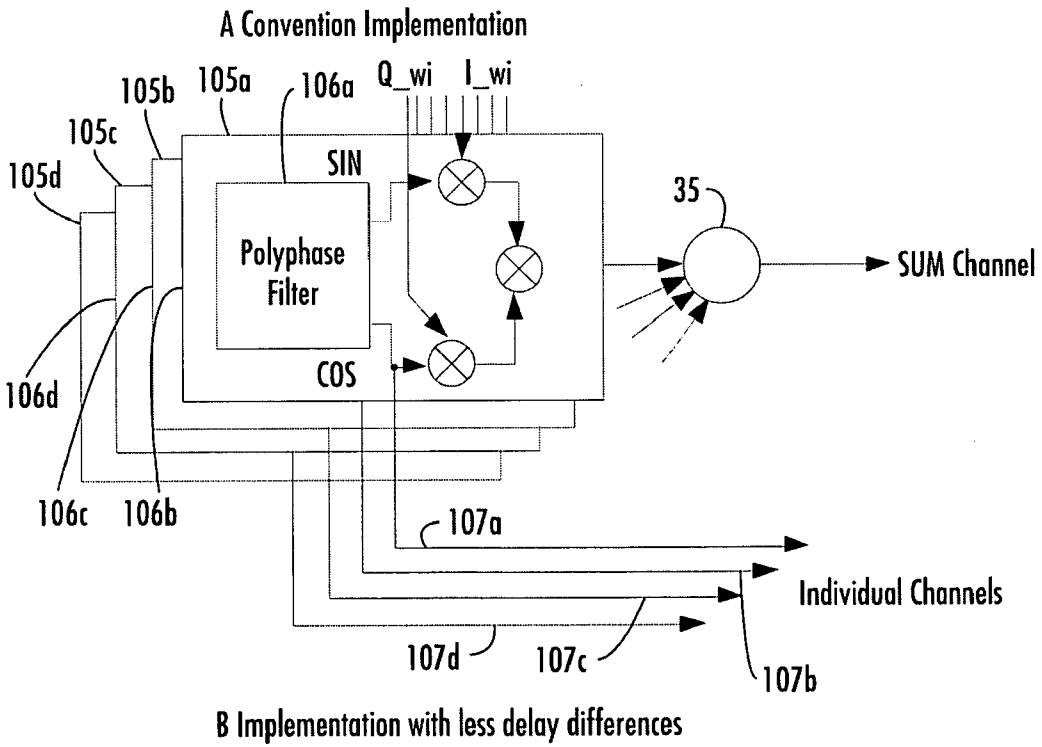 A Convention Implementation
105a
106a
Q_wi
I_wi
105b
105c
105d
SIN
35
Polyphase
Filter
SUM Channel
COS
106d
106c
106b
107a
Individual Channels
107d
107c
107b
B Implementation with less delay differences